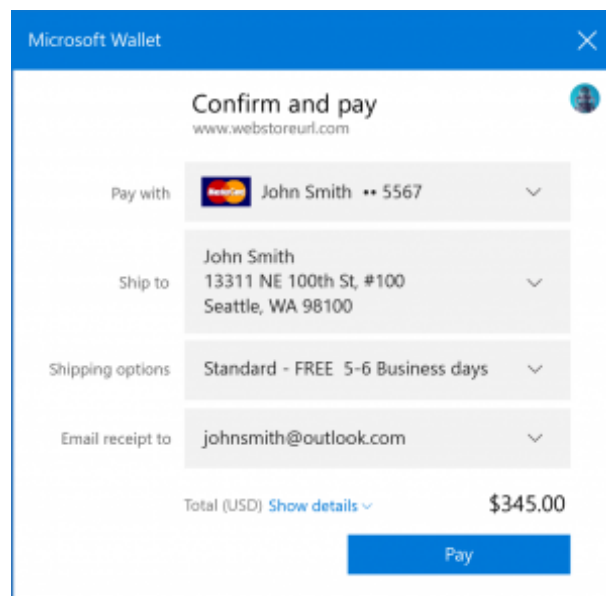 Microsoft Wallet
Confirm and pay
www.webstoreurl.com
Pay with
MasterCard John Smith •• 5567
Ship to
John Smith
13311 NE 100th St, #100
Seattle, WA 98100
Shipping options
Standard - FREE 5-6 Business days
Email receipt to
johnsmith@outlook.com
Total (USD) Show details
$345.00
Pay